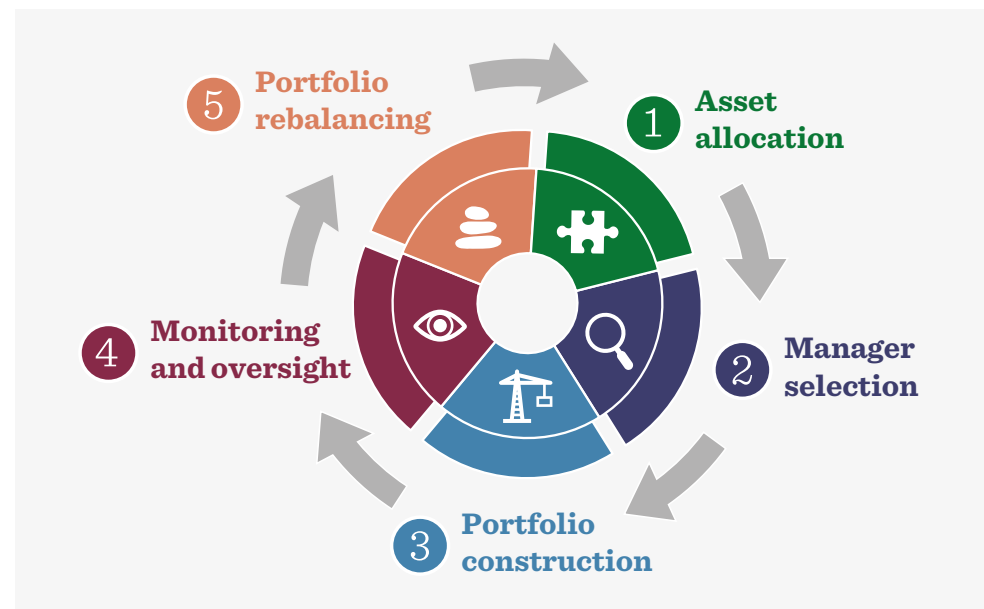 1
Asset
allocation
2
Manager
selection
3
Portfolio
construction
4
Monitoring
and oversight
5
Portfolio
rebalancing